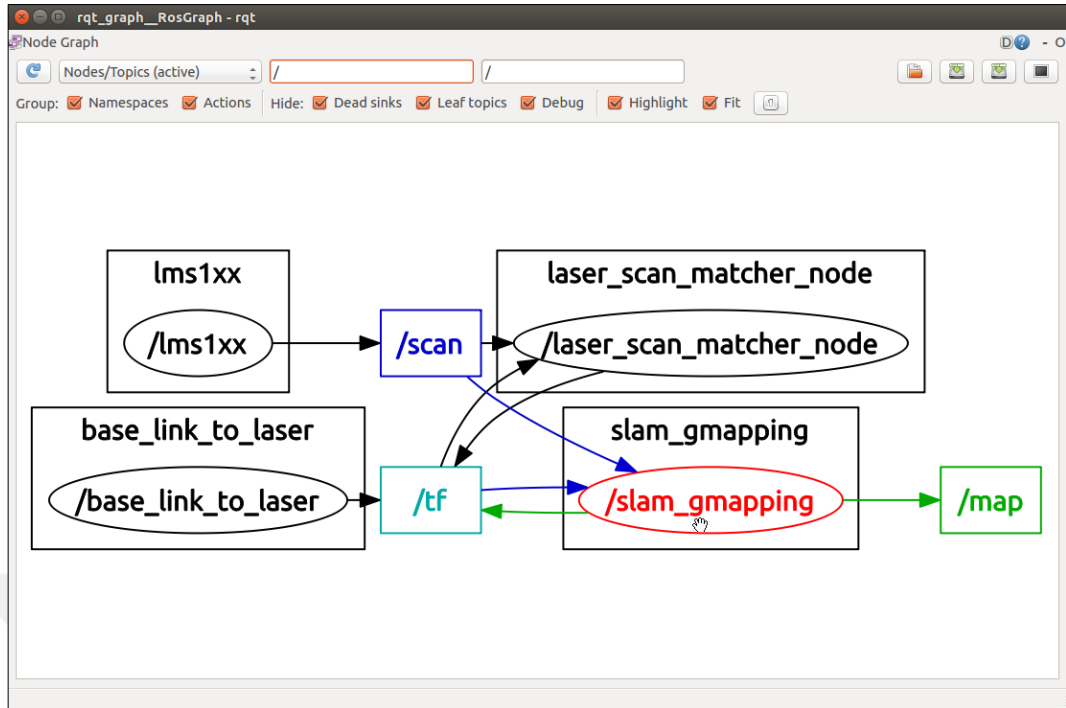 rqt_graph__RosGraph - rqt
Node Graph D? - O
Nodes/Topics (active) / /
Group: Namespaces Actions Hide: Dead sinks Leaf topics Debug Highlight Fit
lms1xx laser_scan_matcher_node
/lms1xx /scan /laser_scan_matcher_node
base_link_to_laser slam_gmapping
/base_link_to_laser /tf /slam_gmapping /map